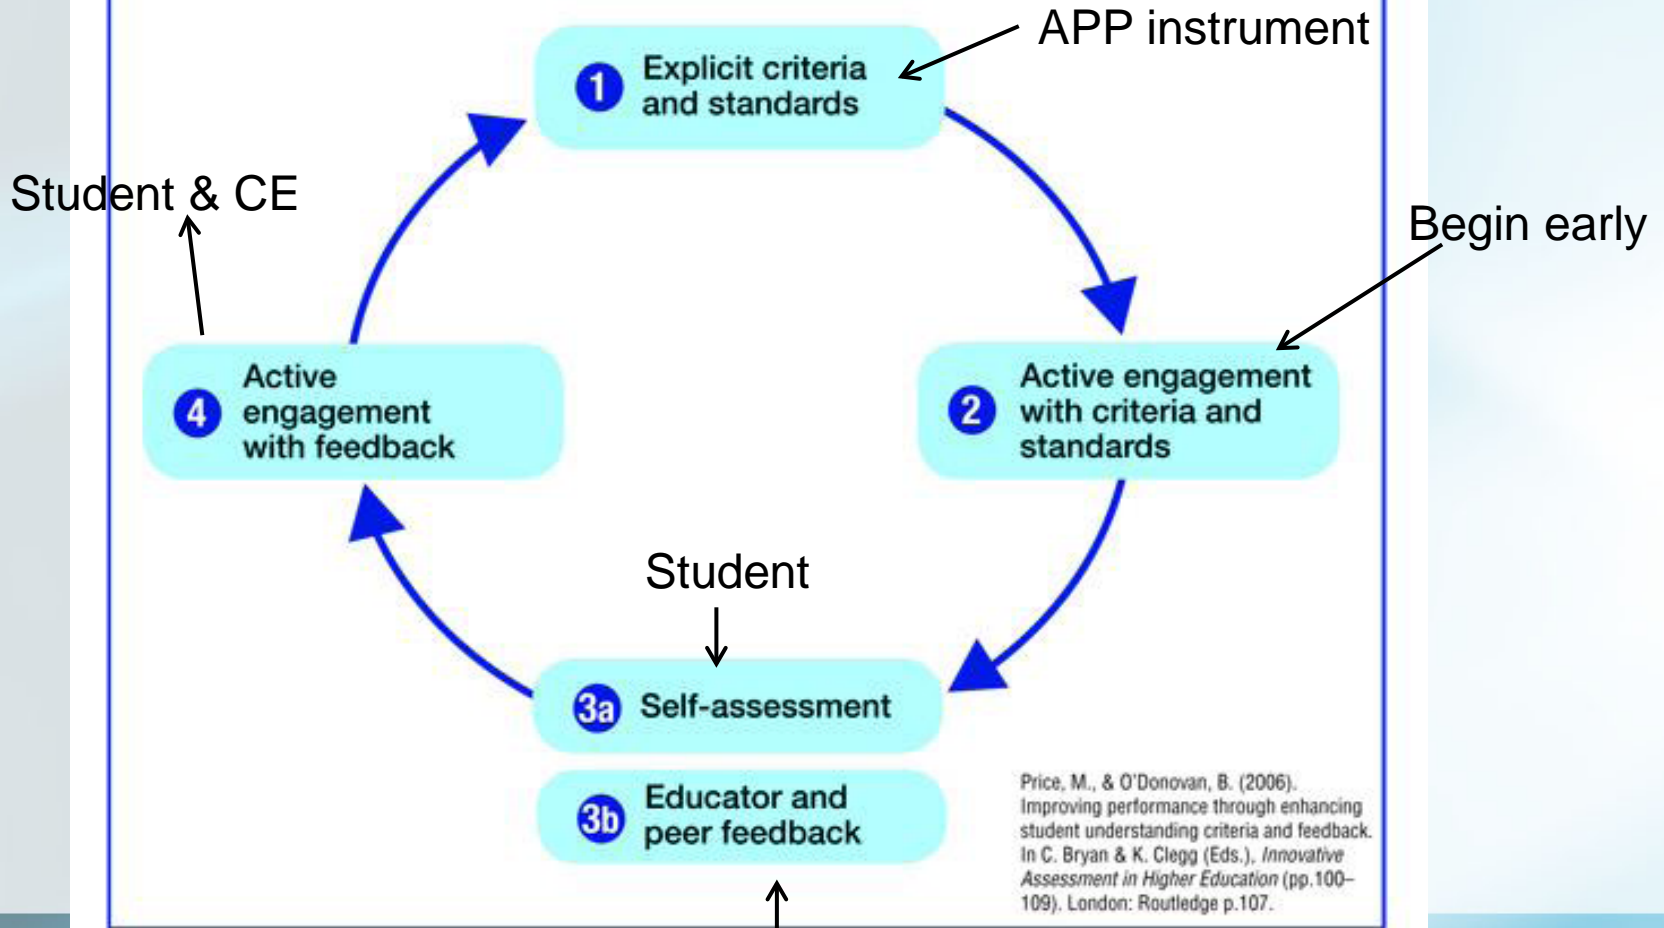 APP instrument
1 Explicit criteria
and standards
Student & CE
Begin early
4 Active
engagement
with feedback
2 Active engagement
with criteria and
standards
Student
3a Self-assessment
3b Educator and
peer feedback
Price, M., & O'Donovan, B. (2006).
Improving performance through enhancing
student understanding criteria and feedback.
In C. Bryan & K. Clegg (Eds.), Innovative
Assessment in Higher Education (pp.100–
109). London: Routledge p.107.